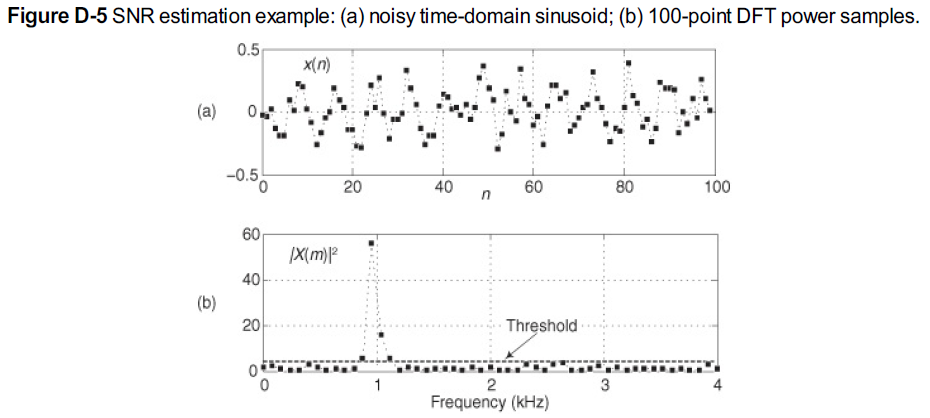 Figure D-5 SNR estimation example: (a) noisy time-domain sinusoid; (b) 100-point DFT power samples.
0.5
x(n)
(a)
0
−0.5
0 20 40 60 80 100
n
60
|X(m)|²
40
(b)
20
Threshold
0
0 1 2 3 4
Frequency (kHz)